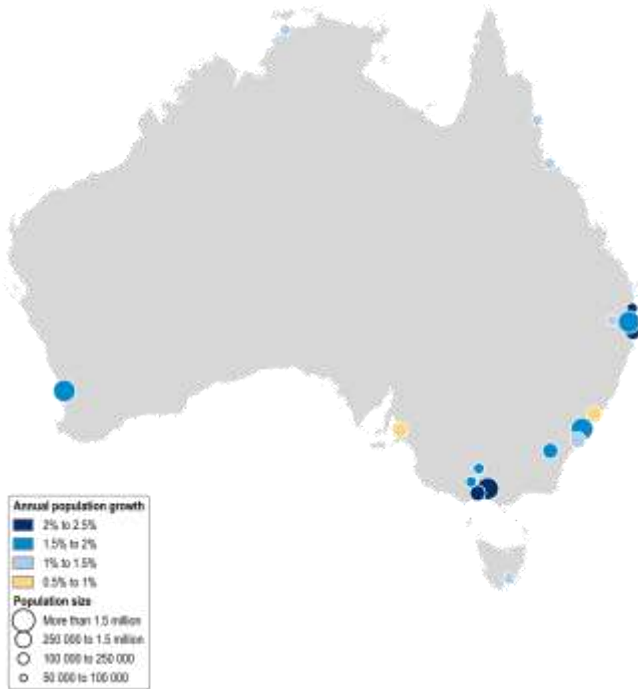 Annual population growth
2% to 2.5%
1.5% to 2%
1% to 1.5%
0.5% to 1%
Population size
More than 1.5 million
250 000 to 1.5 million
100 000 to 250 000
50 000 to 100 000